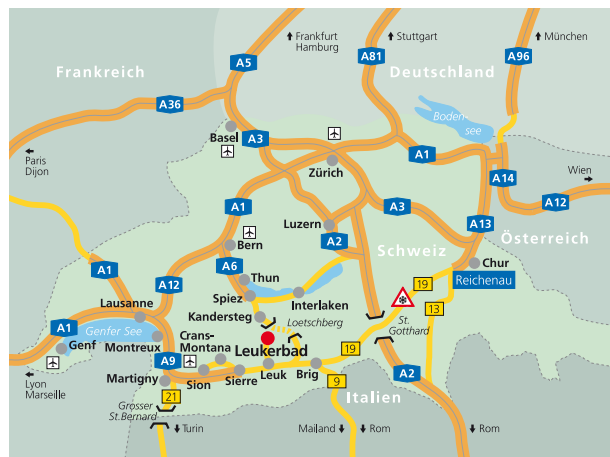 Frankfurt
Hamburg
Stuttgart
München
A5
A81
A96
Frankreich
Deutschland
A36
Boden-
see
Basel
A3
Zürich
A1
A14
Wien
A12
Paris
Dijon
A1
A3
A13
Luzern
A2
Bern
Schweiz
Österreich
A1
A12
A6
Thun
Chur
Reichenau
19
Spiez
Interlaken
13
Lausanne
Kandersteg
Loetschberg
St.
Gotthard
A1
Genfer See
Genf
Montreux
Crans-
Montana
Leukerbad
19
A9
Martigny
Sion
Sierre
Leuk
Brig
A2
Lyon
Marseille
21
9
Italien
Grosser
St.Bernard
Turin
Mailand
Rom
Rom